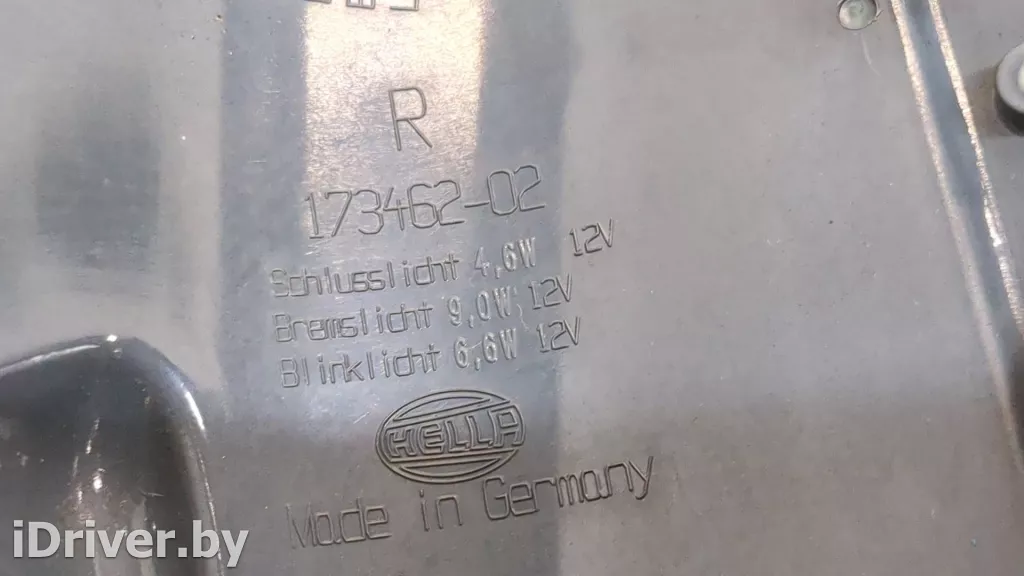 R
173462-02
Schlusslicht 4,6W 12V
Bremslicht 9,0W 12V
Blinklicht 6,6W 12V
HELLA
Made in Germany
iDriver.by